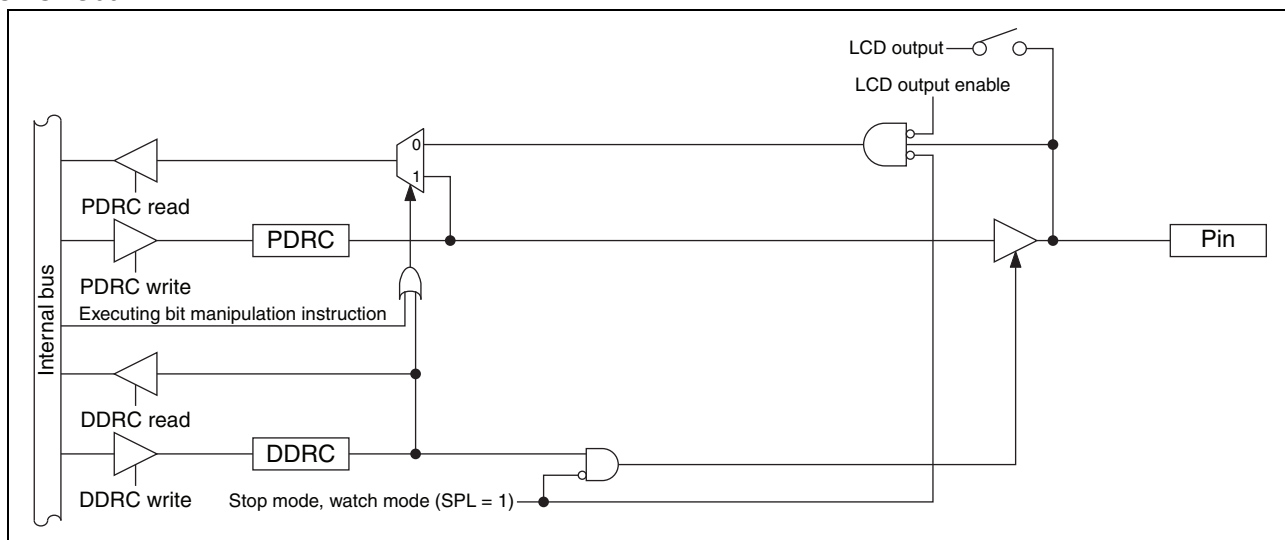 LCD output
LCD output enable
0
1
PDRC read
PDRC
Pin
PDRC write
Executing bit manipulation instruction
Internal bus
DDRC read
DDRC
DDRC write
Stop mode, watch mode (SPL = 1)